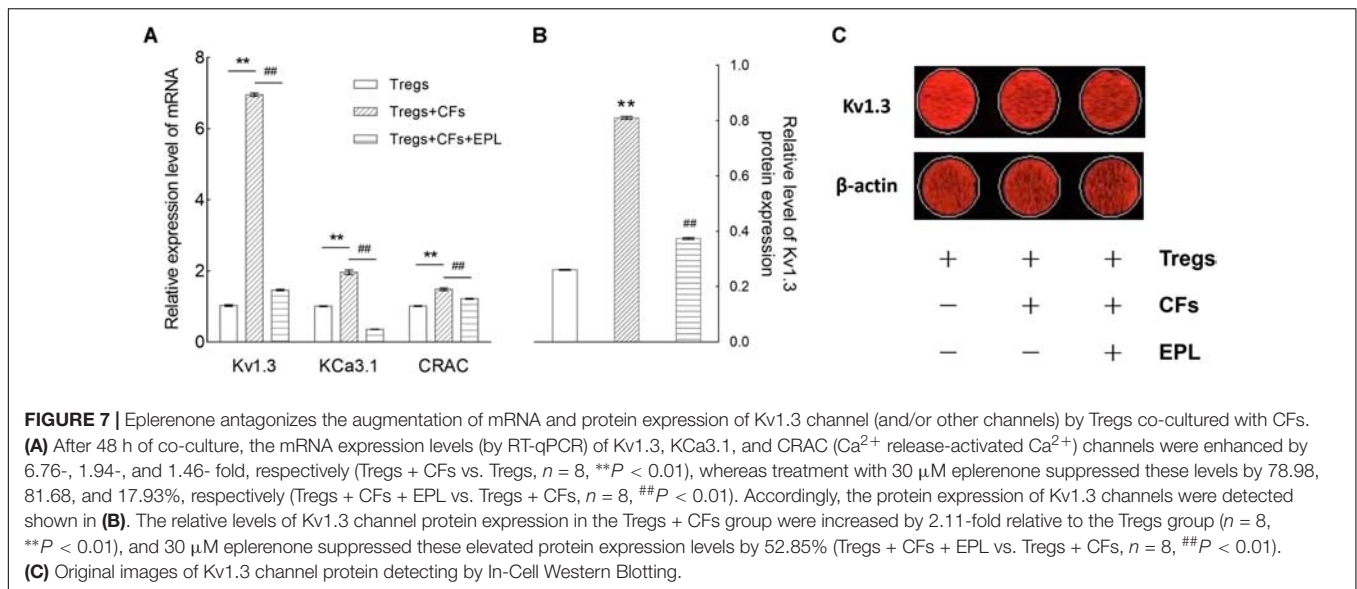 A
B
C
Relative expression level of mRNA
8
6
4
2
0
** ##
** ##
** ##
Tregs
Tregs+CFs
Tregs+CFs+EPL
Kv1.3 KCa3.1 CRAC
**
##
1.0
0.8
0.6
0.4
0.2
0.0
Relative level of Kv1.3
protein expression
Kv1.3
β-actin
+ + + Tregs
− + + CFs
− − + EPL
FIGURE 7 | Eplerenone antagonizes the augmentation of mRNA and protein expression of Kv1.3 channel (and/or other channels) by Tregs co-cultured with CFs.
(A) After 48 h of co-culture, the mRNA expression levels (by RT-qPCR) of Kv1.3, KCa3.1, and CRAC (Ca²⁺ release-activated Ca²⁺) channels were enhanced by
6.76-, 1.94-, and 1.46- fold, respectively (Tregs + CFs vs. Tregs, n = 8, **P < 0.01), whereas treatment with 30 μM eplerenone suppressed these levels by 78.98,
81.68, and 17.93%, respectively (Tregs + CFs + EPL vs. Tregs + CFs, n = 8, ##P < 0.01). Accordingly, the protein expression of Kv1.3 channels were detected
shown in (B). The relative levels of Kv1.3 channel protein expression in the Tregs + CFs group were increased by 2.11-fold relative to the Tregs group (n = 8,
**P < 0.01), and 30 μM eplerenone suppressed these elevated protein expression levels by 52.85% (Tregs + CFs + EPL vs. Tregs + CFs, n = 8, ##P < 0.01).
(C) Original images of Kv1.3 channel protein detecting by In-Cell Western Blotting.